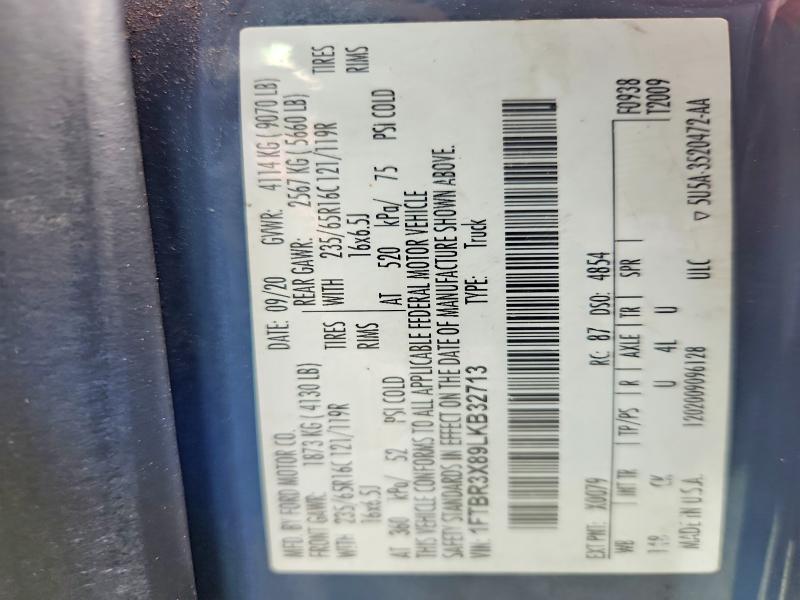 MFD. BY FORD MOTOR CO.
DATE: 09/20 GVWR: 4114 KG ( 9070 LB)
FRONT GAWR: 1873 KG ( 4130 LB)
REAR GAWR: 2567 KG ( 5660 LB)
WITH 235/65R16C 121/119R TIRES
WITH 235/65R16C 121/119R TIRES
16x6.5J RIMS
16x6.5J RIMS
AT 360 kPa/ 52 PSi COLD
AT 520 kPa/ 75 PSi COLD
THIS VEHICLE CONFORMS TO ALL APPLICABLE FEDERAL MOTOR VEHICLE
SAFETY STANDARDS IN EFFECT ON THE DATE OF MANUFACTURE SHOWN ABOVE.
VIN: 1FTBR3X89LKB32713 TYPE: Truck
EXT PNT: X0079 RC: 87 DSO: 4854 F0938
WB INT TR TP/PS R AXLE TR SPR T2009
CK U 4L U
MADE IN U.S.A. 1202009096128 ULC ▽ 5U5A-3520472-AA